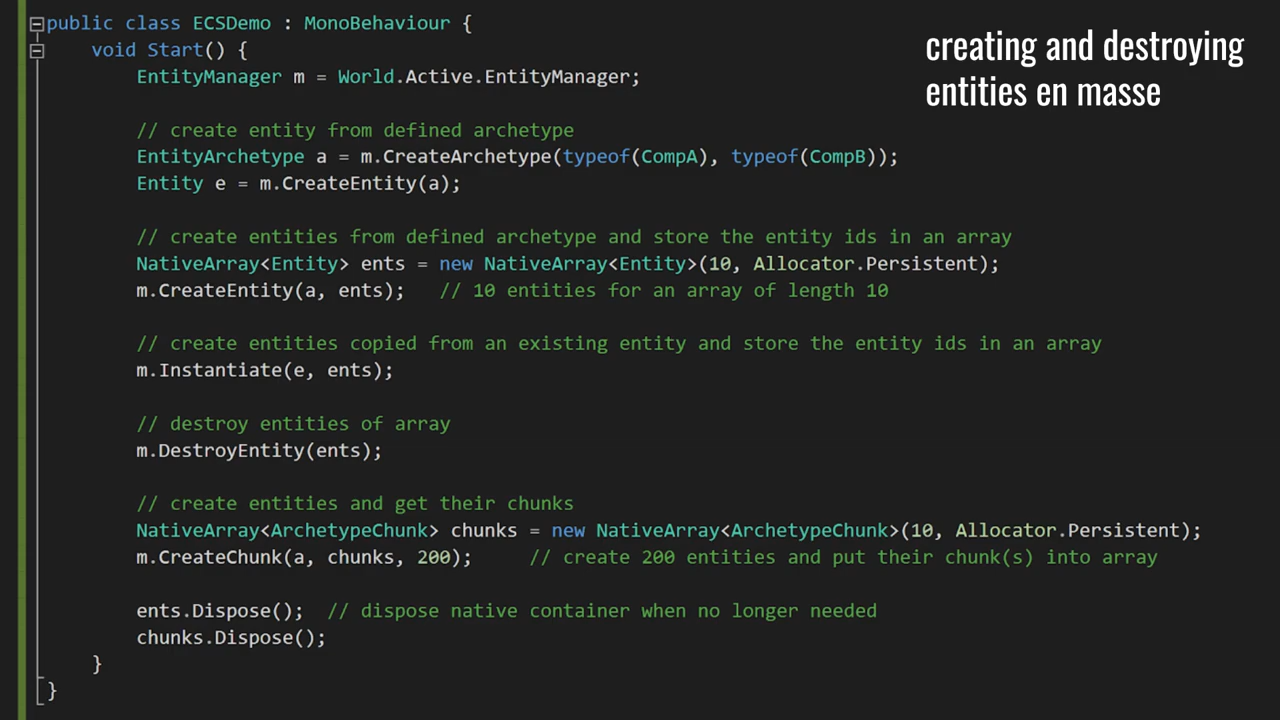 public class ECSDemo : MonoBehaviour {
void Start() {
EntityManager m = World.Active.EntityManager;
// create entity from defined archetype
EntityArchetype a = m.CreateArchetype(typeof(CompA), typeof(CompB));
Entity e = m.CreateEntity(a);
// create entities from defined archetype and store the entity ids in an array
NativeArray<Entity> ents = new NativeArray<Entity>(10, Allocator.Persistent);
m.CreateEntity(a, ents);   // 10 entities for an array of length 10
// create entities copied from an existing entity and store the entity ids in an array
m.Instantiate(e, ents);
// destroy entities of array
m.DestroyEntity(ents);
// create entities and get their chunks
NativeArray<ArchetypeChunk> chunks = new NativeArray<ArchetypeChunk>(10, Allocator.Persistent);
m.CreateChunk(a, chunks, 200);     // create 200 entities and put their chunk(s) into array
ents.Dispose();  // dispose native container when no longer needed
chunks.Dispose();
}
}
creating and destroying
entities en masse